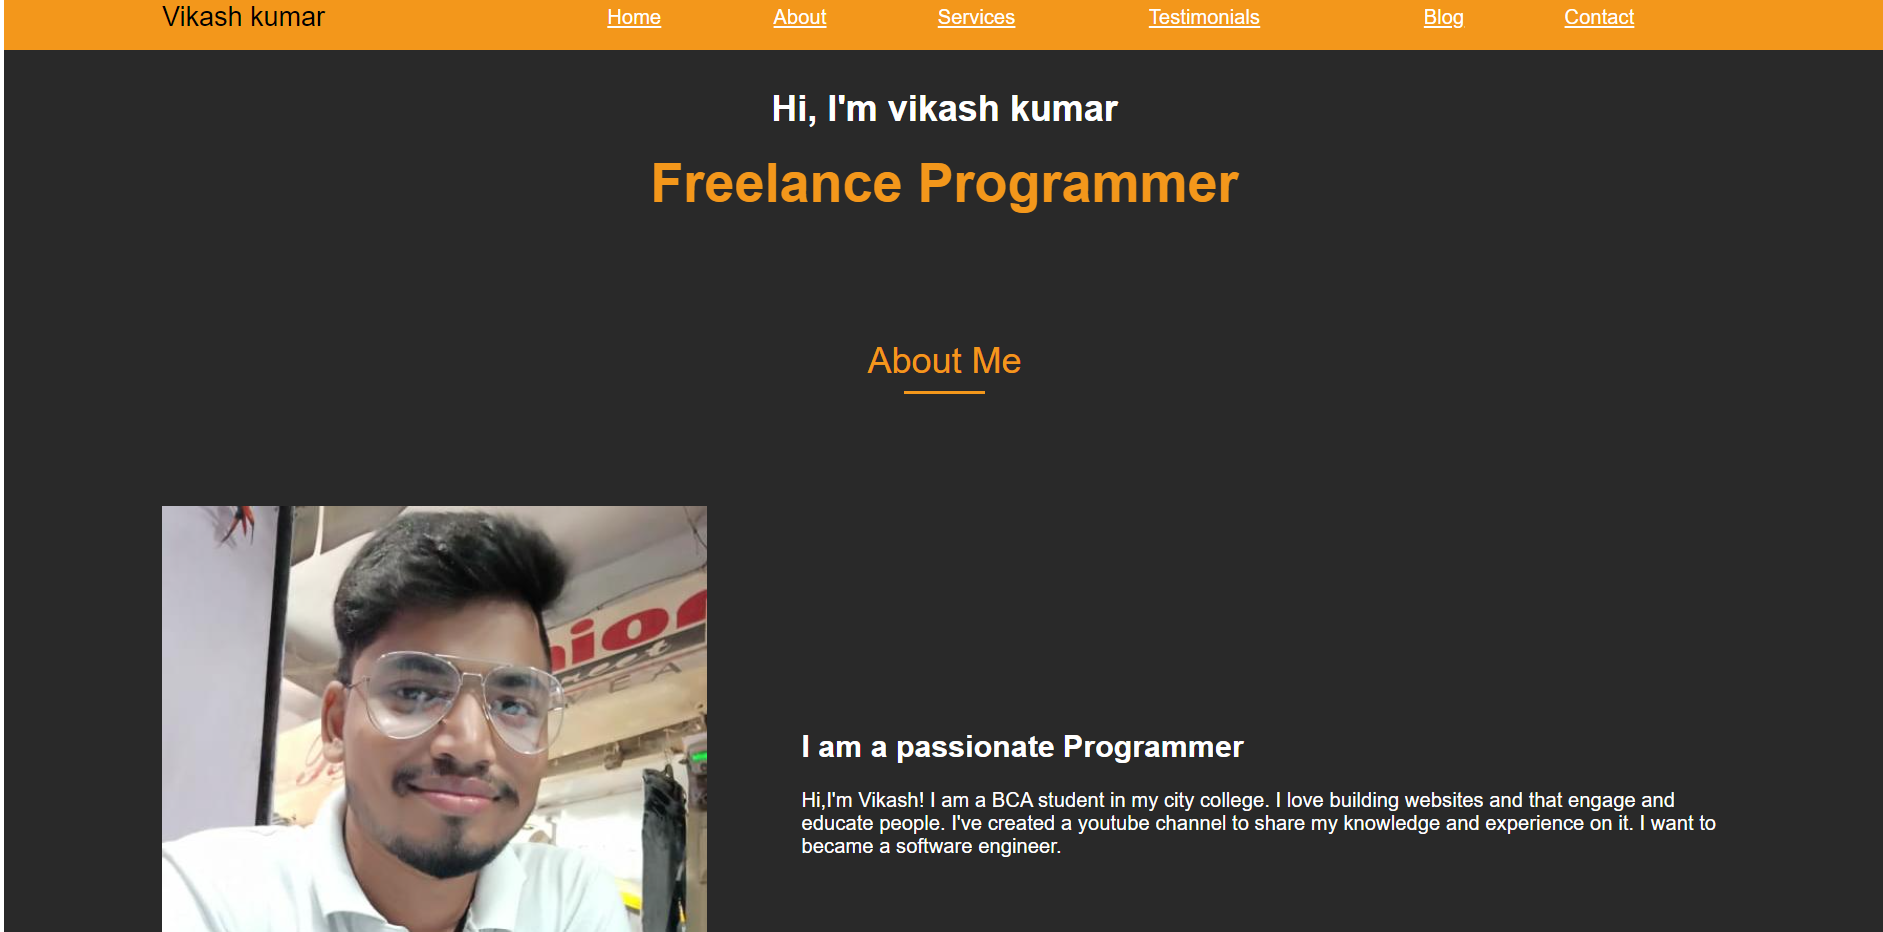 Vikash kumar Home About Services Testimonials Blog Contact
Hi, I'm vikash kumar
Freelance Programmer
About Me
I am a passionate Programmer
Hi,I'm Vikash! I am a BCA student in my city college. I love building websites and that engage and
educate people. I've created a youtube channel to share my knowledge and experience on it. I want to
became a software engineer.